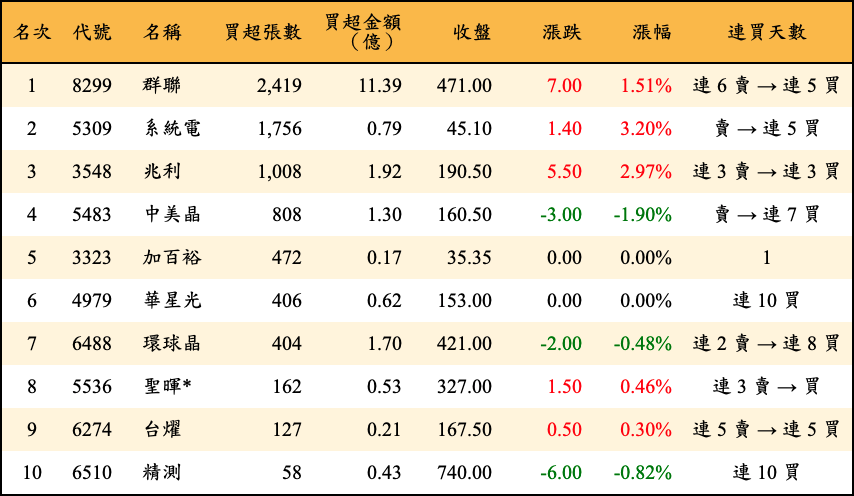 名次 代號 名稱 買超張數 買超金額（億） 收盤 漲跌 漲幅 連買天數
1 8299 群聯 2,419 11.39 471.00 7.00 1.51% 連 6 賣 → 連 5 買
2 5309 系統電 1,756 0.79 45.10 1.40 3.20% 賣 → 連 5 買
3 3548 兆利 1,008 1.92 190.50 5.50 2.97% 連 3 賣 → 連 3 買
4 5483 中美晶 808 1.30 160.50 -3.00 -1.90% 賣 → 連 7 買
5 3323 加百裕 472 0.17 35.35 0.00 0.00% 1
6 4979 華星光 406 0.62 153.00 0.00 0.00% 連 10 買
7 6488 環球晶 404 1.70 421.00 -2.00 -0.48% 連 2 賣 → 連 8 買
8 5536 聖暉* 162 0.53 327.00 1.50 0.46% 連 3 賣 → 買
9 6274 台燿 127 0.21 167.50 0.50 0.30% 連 5 賣 → 連 5 買
10 6510 精測 58 0.43 740.00 -6.00 -0.82% 連 10 買